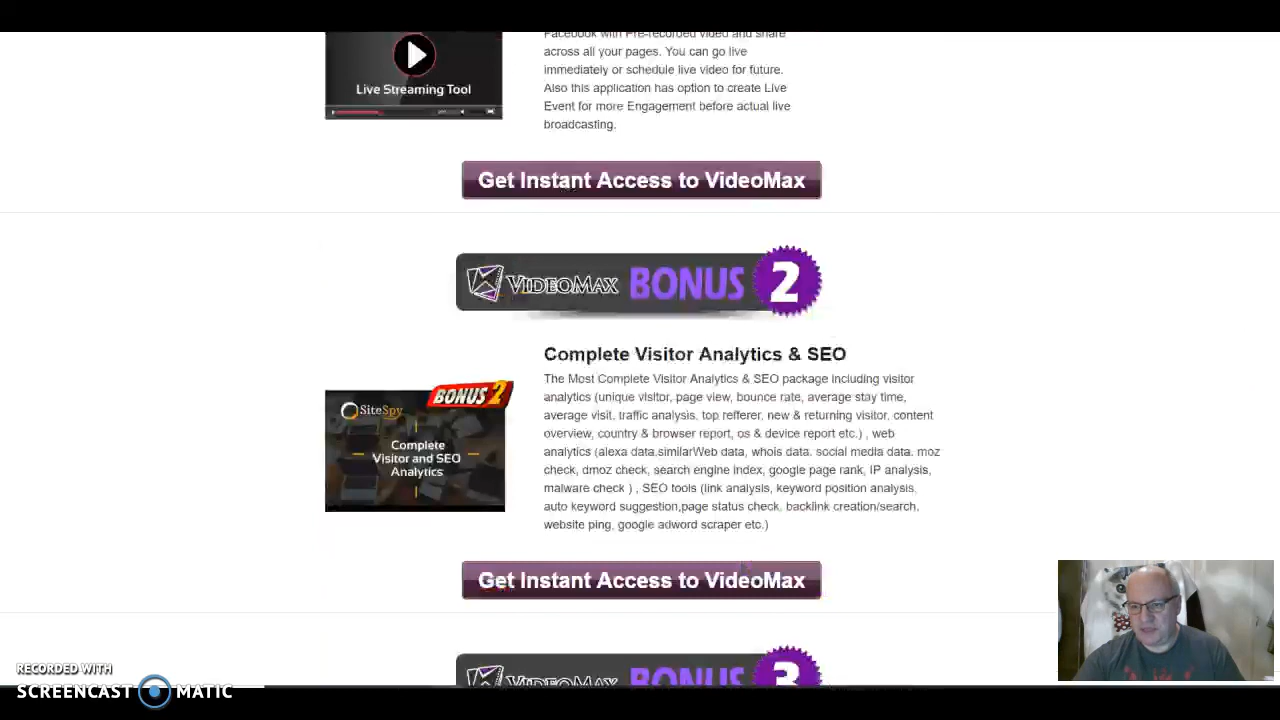 Facebook with Pre-recorded video and share
across all your pages. You can go live
immediately or schedule live video for future.
Also this application has option to create Live
Event for more Engagement before actual live
broadcasting.
Live Streaming Tool
Get Instant Access to VideoMax
VIDEOMAX BONUS 2
Complete Visitor Analytics & SEO
The Most Complete Visitor Analytics & SEO package including visitor
analytics (unique visitor, page view, bounce rate, average stay time,
average visit, traffic analysis, top refferer, new & returning visitor, content
overview, country & browser report, os & device report etc.) , web
analytics (alexa data,similarWeb data, whois data, social media data, moz
check, dmoz check, search engine index, google page rank, IP analysis,
malware check ) , SEO tools (link analysis, keyword position analysis,
auto keyword suggestion,page status check, backlink creation/search,
website ping, google adword scraper etc.)
BONUS 2
SiteSpy
Complete
Visitor and SEO
Analytics
Get Instant Access to VideoMax
VIDEOMAX BONUS 3
RECORDED WITH
SCREENCAST MATIC